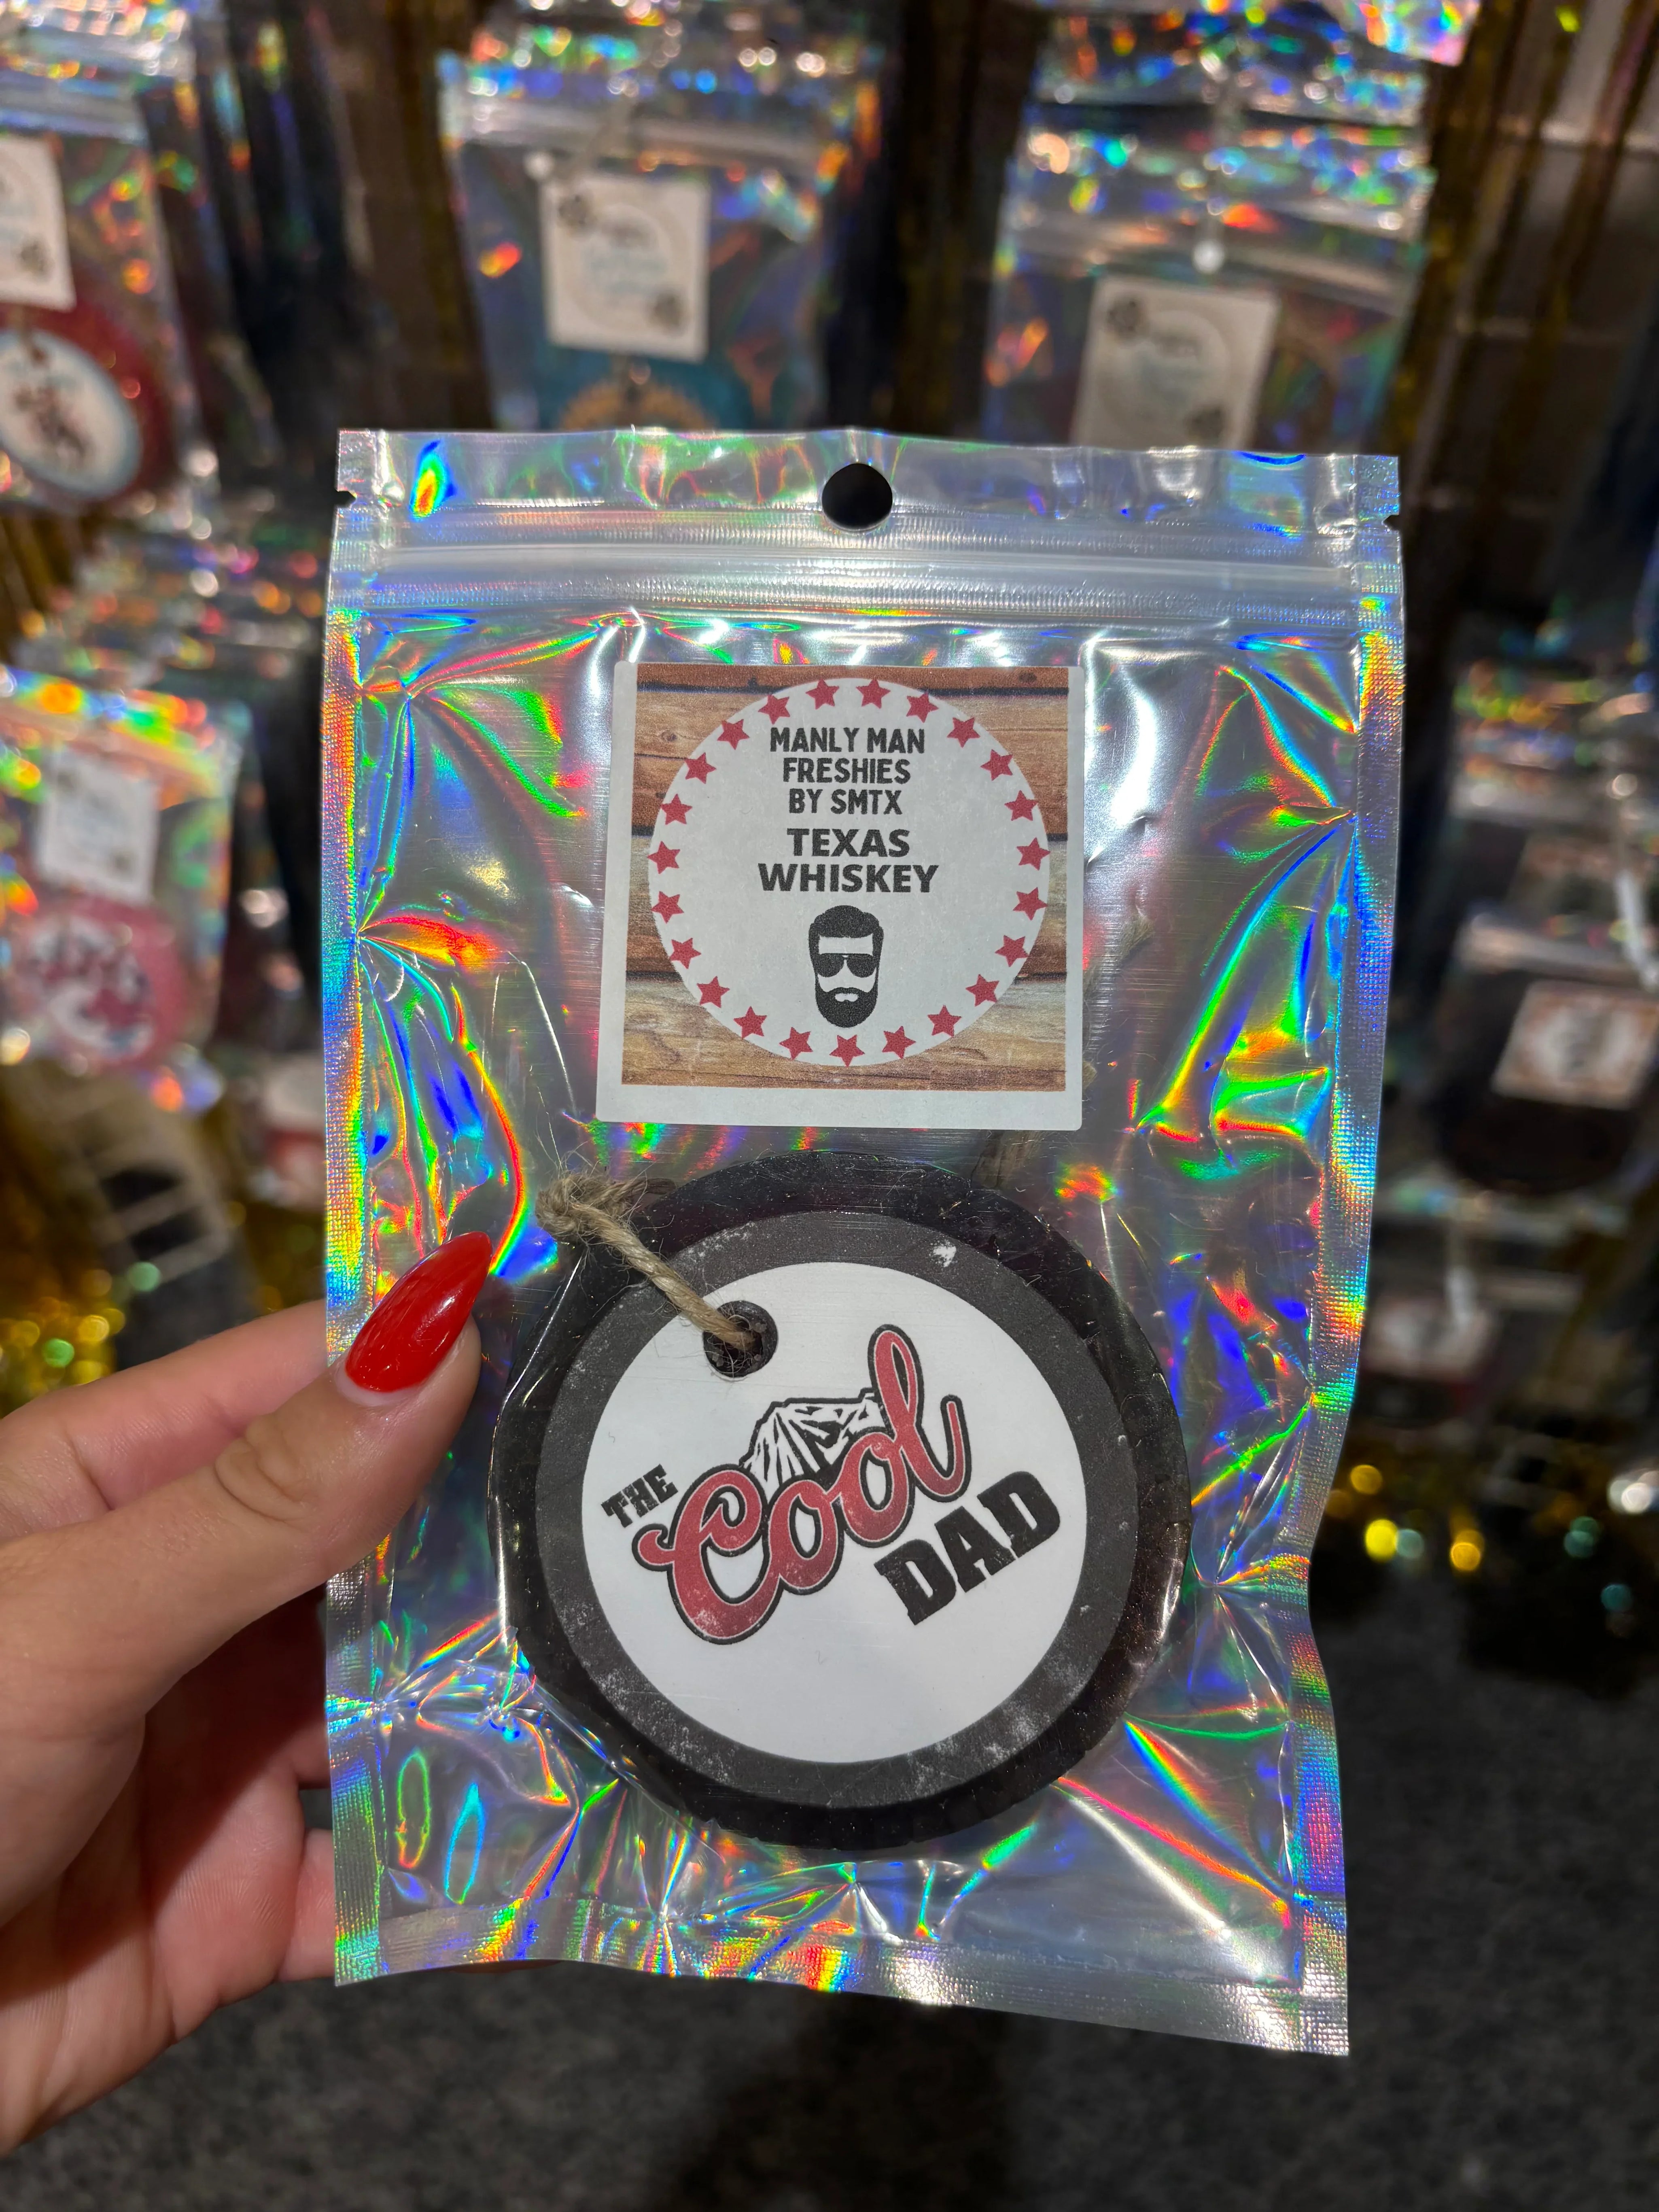 MANLY MAN
FRESHIES
BY SMTX
TEXAS
WHISKEY
THE
Cool
DAD